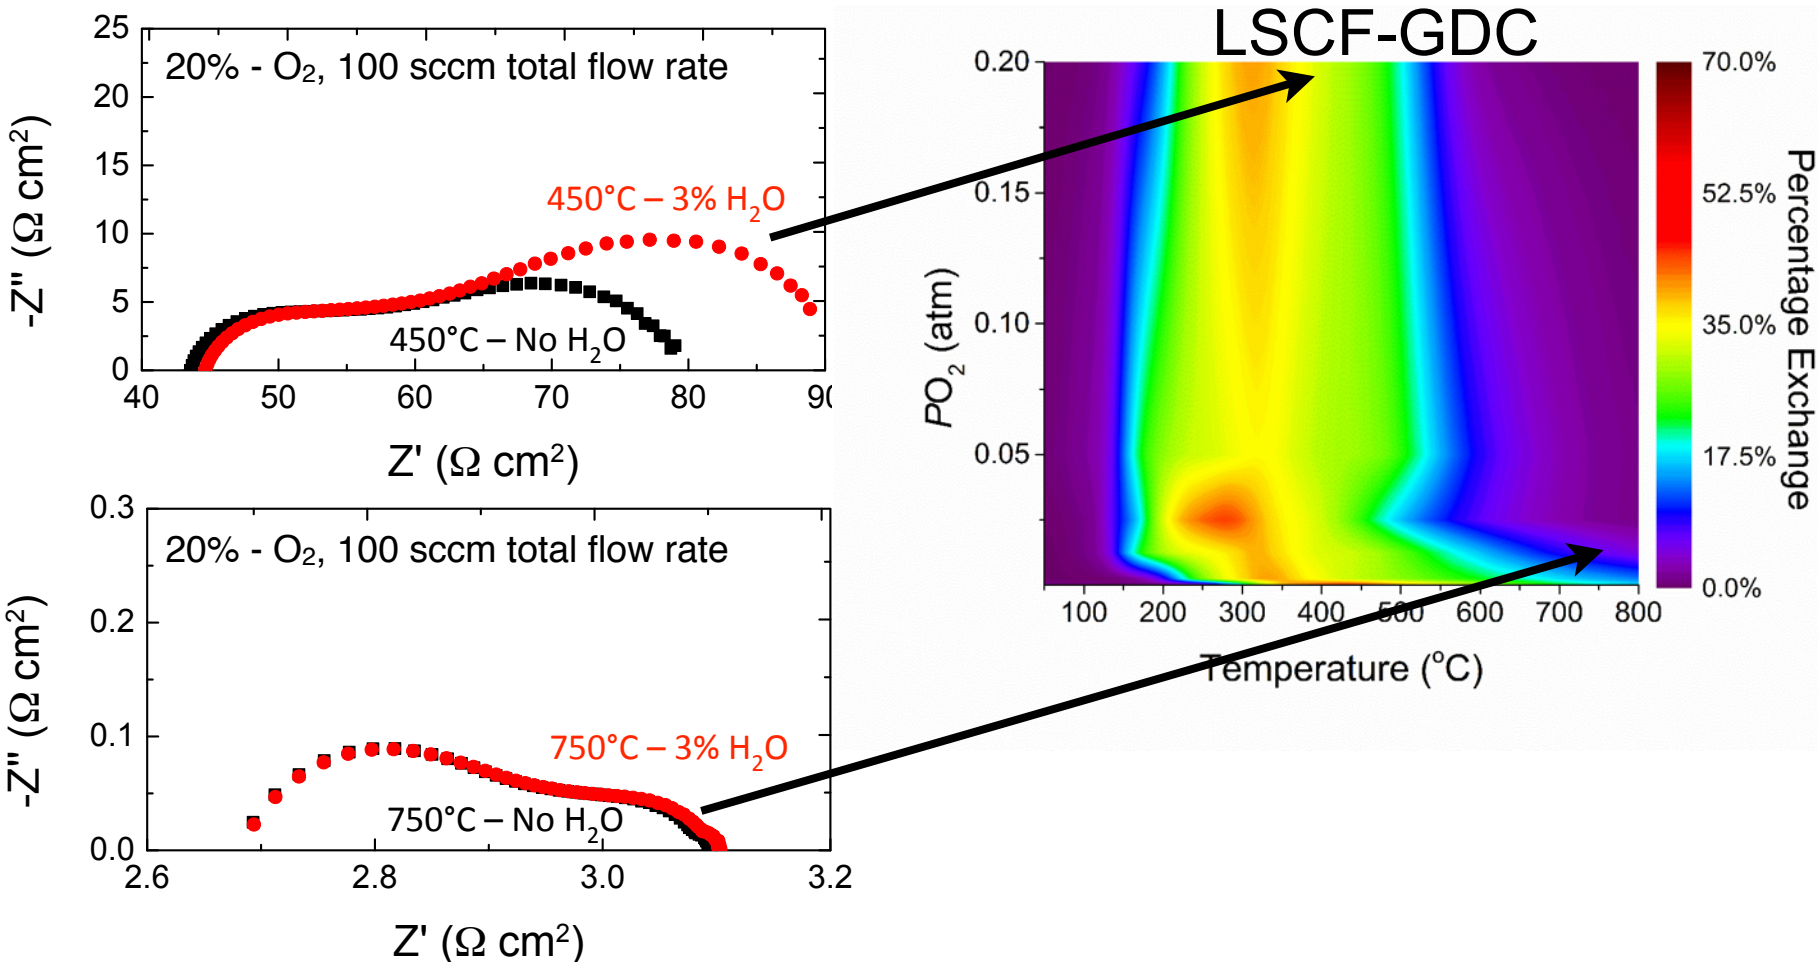 25
20
15
10
5
0
-Z" (Ω cm²)
20% - O₂, 100 sccm total flow rate
450°C – 3% H₂O
450°C – No H₂O
40 50 60 70 80 90
Z' (Ω cm²)
0.3
0.2
0.1
0.0
-Z" (Ω cm²)
20% - O₂, 100 sccm total flow rate
750°C – 3% H₂O
750°C – No H₂O
2.6 2.8 3.0 3.2
Z' (Ω cm²)
LSCF-GDC
0.20
0.15
0.10
0.05
PO₂ (atm)
100 200 300 400 500 600 700 800
Temperature (°C)
70.0%
52.5%
35.0%
17.5%
0.0%
Percentage Exchange